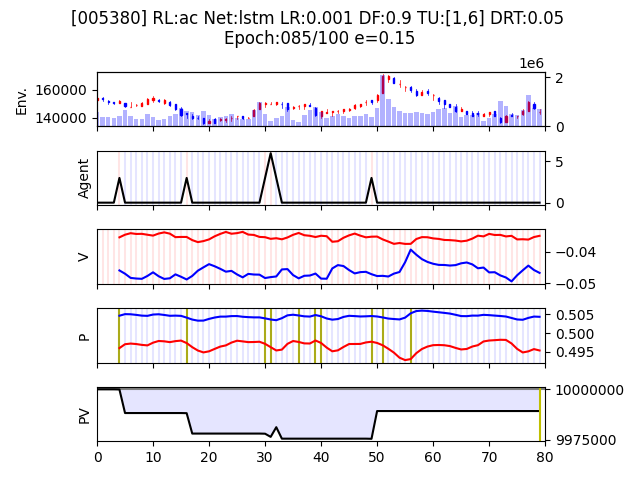 [005380] RL:ac Net:lstm LR:0.001 DF:0.9 TU:[1,6] DRT:0.05
Epoch:085/100 e=0.15
1e6
Env.
160000
140000
2
0
Agent
5
0
V
−0.04
−0.05
P
0.505
0.500
0.495
PV
10000000
9975000
0 10 20 30 40 50 60 70 80